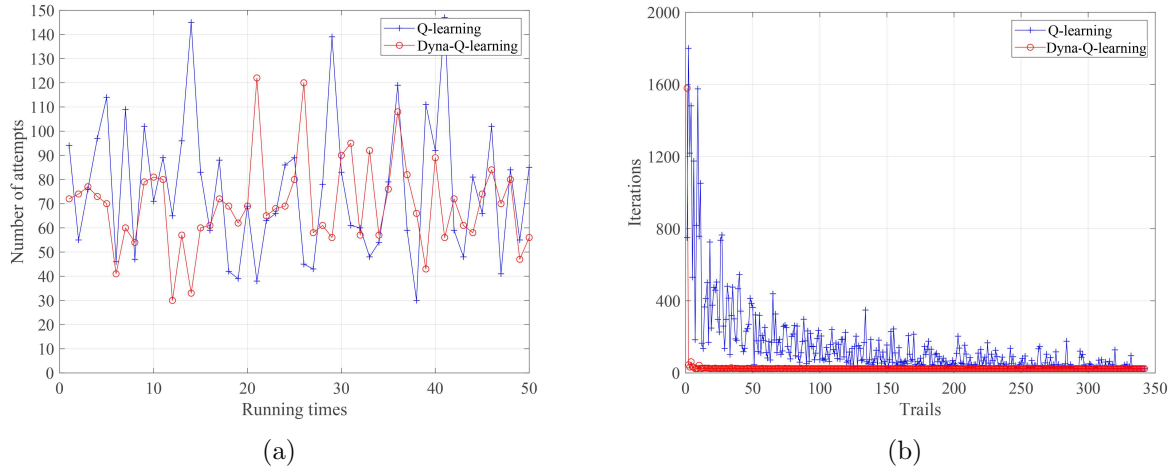 150
140
130
120
110
100
90
80
70
60
50
40
30
20
10
0
Number of attempts
Q-learning
Dyna-Q-learning
0 10 20 30 40 50
Running times
(a)
2000
1600
1200
800
400
0
Iterations
Q-learning
Dyna-Q-learning
0 50 100 150 200 250 300 350
Trails
(b)